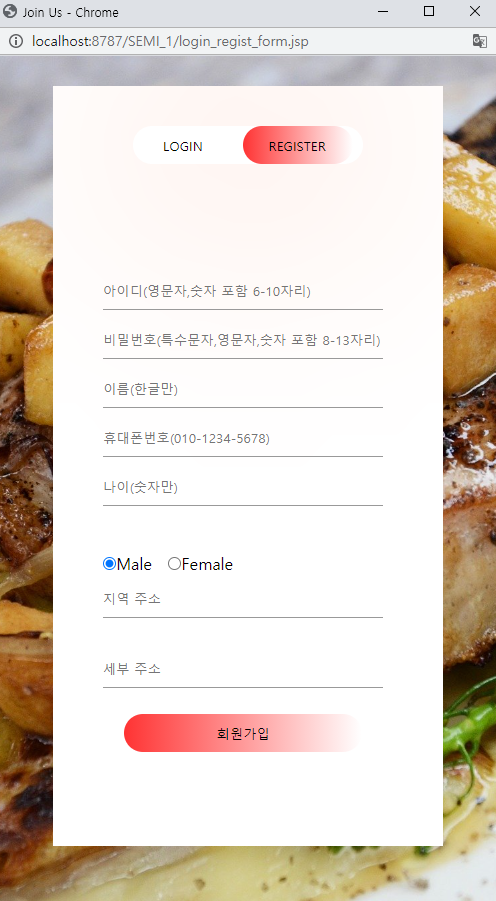 Join Us - Chrome
localhost:8787/SEMI_1/login_regist_form.jsp
LOGIN REGISTER
아이디(영문자,숫자 포함 6-10자리)
비밀번호(특수문자,영문자,숫자 포함 8-13자리)
이름(한글만)
휴대폰번호(010-1234-5678)
나이(숫자만)
Male Female
지역 주소
세부 주소
회원가입